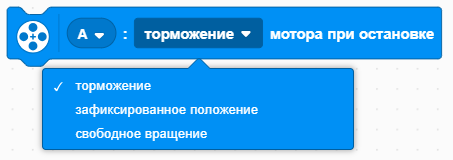 A : торможение мотора при остановке
✓ торможение
зафиксированное положение
свободное вращение